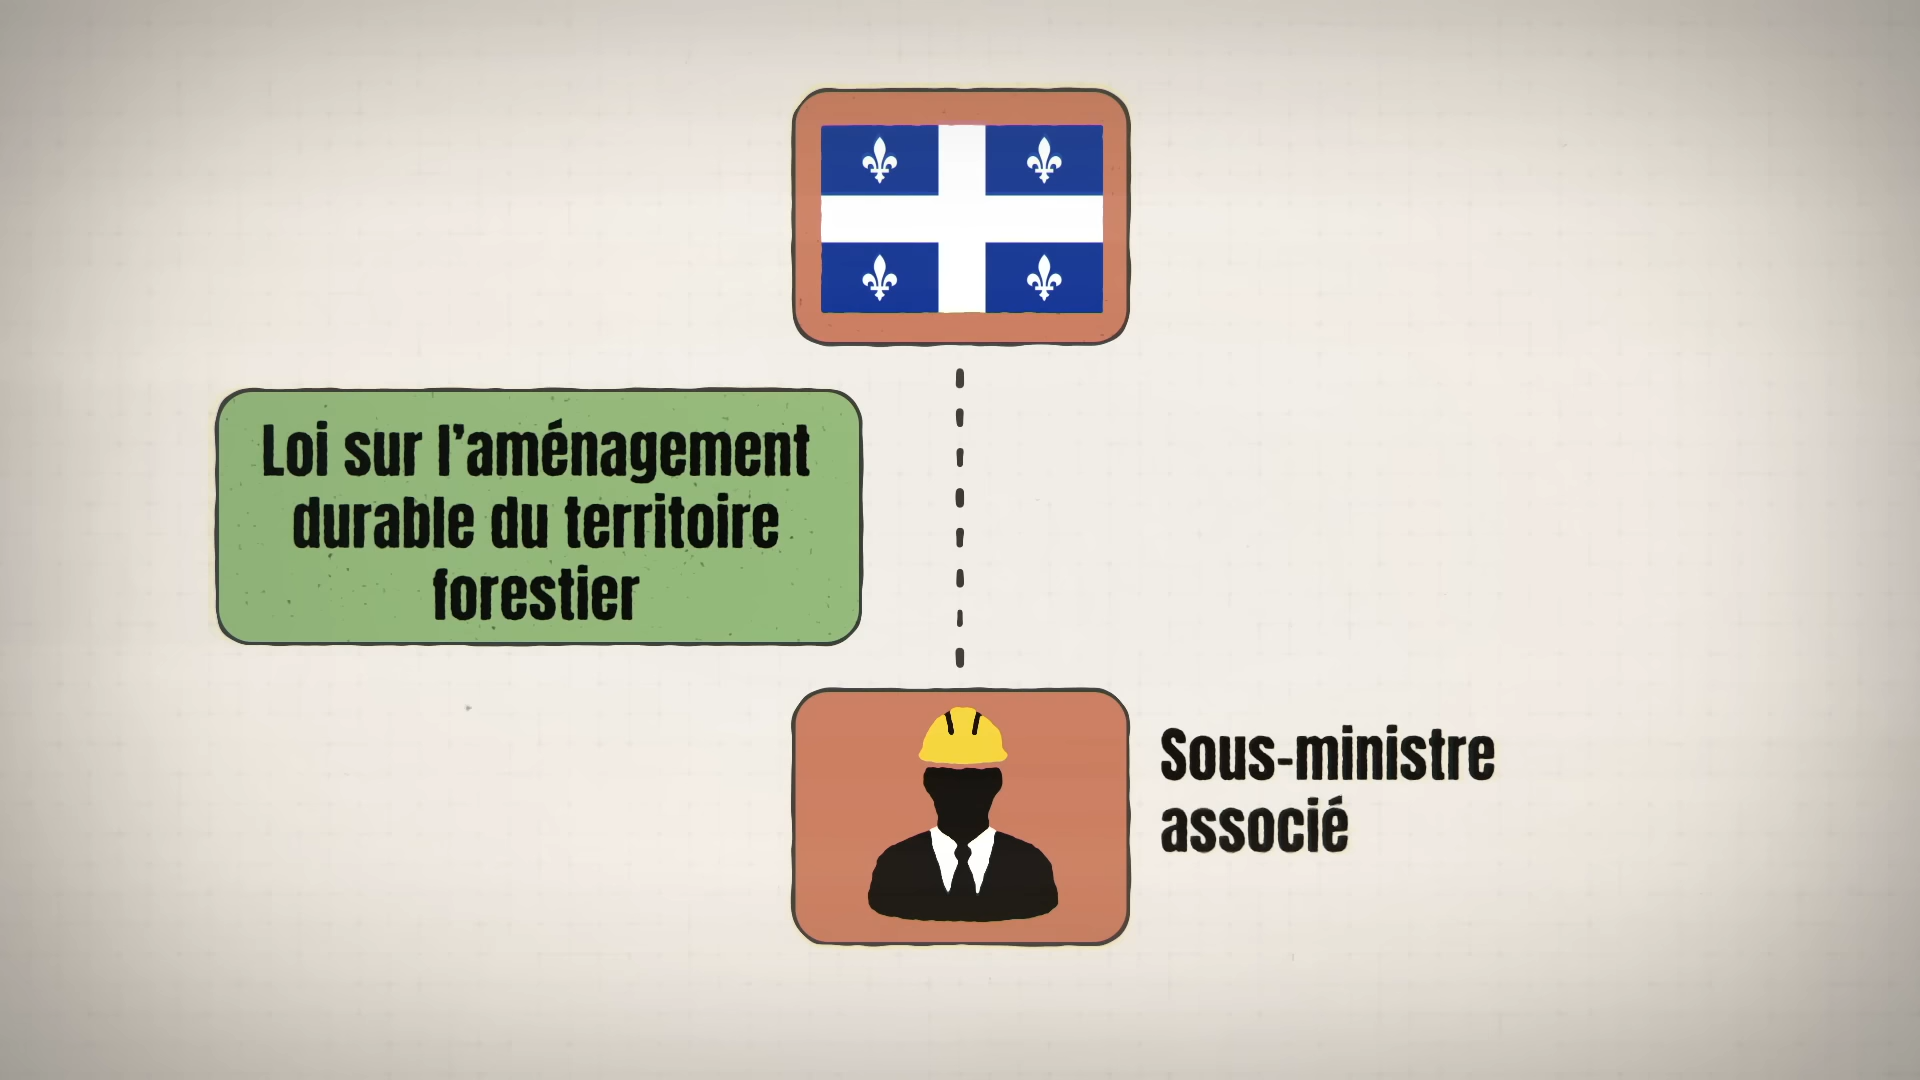 Loi sur l’aménagement
durable du territoire
forestier
Sous-ministre
associé